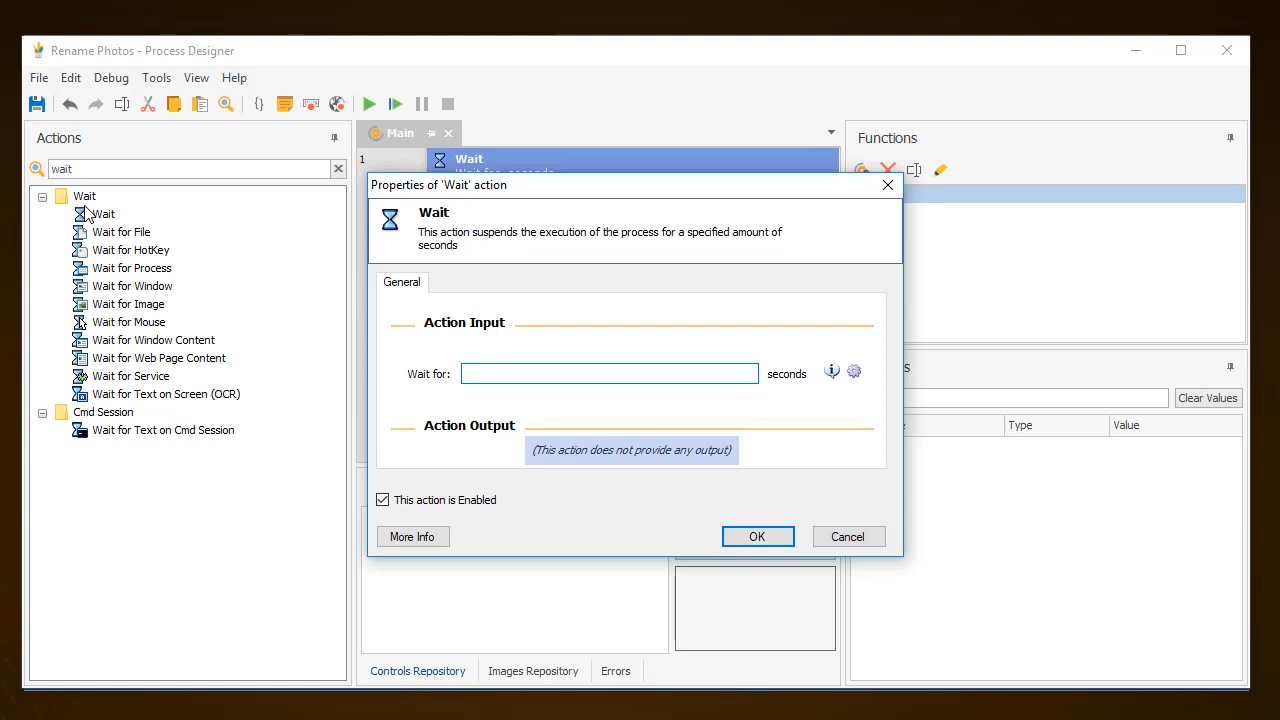 Rename Photos - Process Designer
File Edit Debug Tools View Help
Actions
wait
Wait
Wait
Wait for File
Wait for HotKey
Wait for Process
Wait for Window
Wait for Image
Wait for Mouse
Wait for Window Content
Wait for Web Page Content
Wait for Service
Wait for Text on Screen (OCR)
Cmd Session
Wait for Text on Cmd Session
Main
1
Wait
Wait for seconds
Properties of 'Wait' action
Wait
This action suspends the execution of the process for a specified amount of
seconds
General
Action Input
Wait for: seconds
Action Output
(This action does not provide any output)
This action is Enabled
More Info OK Cancel
Controls Repository Images Repository Errors
Functions
Clear Values
Type Value